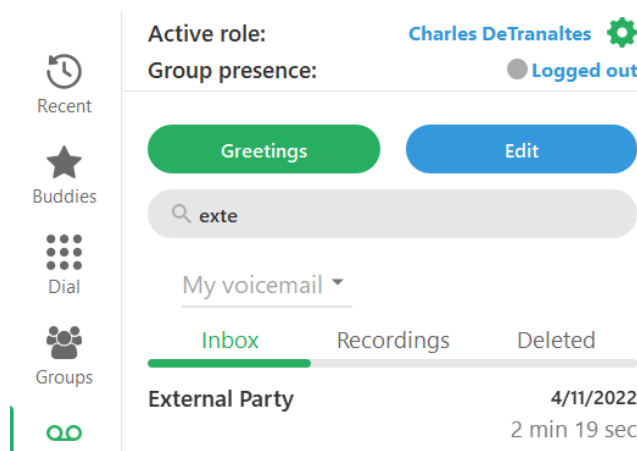 Active role: Charles DeTranaltes
Group presence: Logged out
Recent
Greetings Edit
Buddies
exte
Dial
My voicemail
Inbox Recordings Deleted
Groups
External Party 4/11/2022
2 min 19 sec